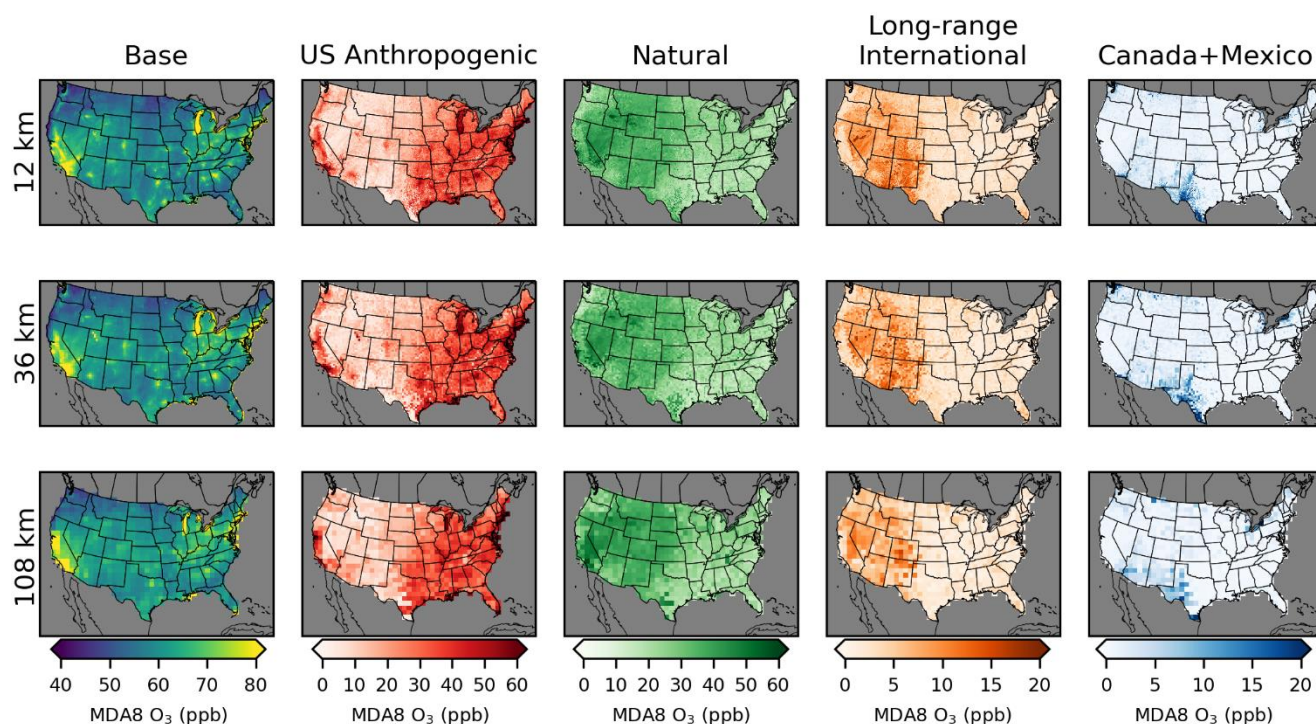 Base
US Anthropogenic
Natural
Long-range
International
Canada+Mexico
12 km
36 km
108 km
40 50 60 70 80
MDA8 O₃ (ppb)
0 10 20 30 40 50 60
MDA8 O₃ (ppb)
0 10 20 30 40 50 60
MDA8 O₃ (ppb)
0 5 10 15 20
MDA8 O₃ (ppb)
0 5 10 15 20
MDA8 O₃ (ppb)